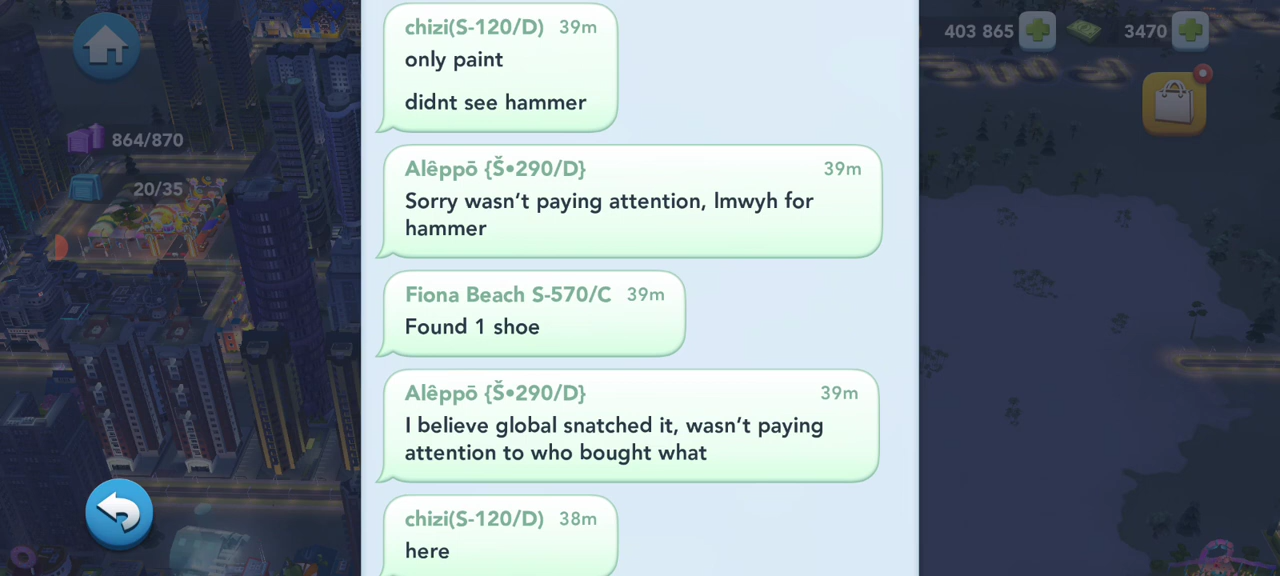 chizi(S-120/D) 39m
only paint
didnt see hammer
403 865
3470
864/870
20/35
Alêppō {Š•290/D} 39m
Sorry wasn’t paying attention, lmwyh for
hammer
Fiona Beach S-570/C 39m
Found 1 shoe
Alêppō {Š•290/D} 39m
I believe global snatched it, wasn’t paying
attention to who bought what
chizi(S-120/D) 38m
here